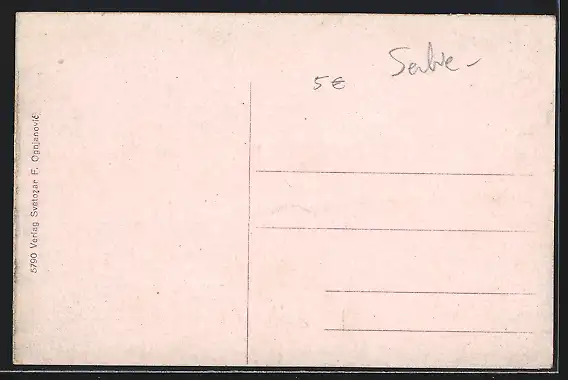 Serbie -
5 €
5790 Verlag Svetozar F. Ognjanović